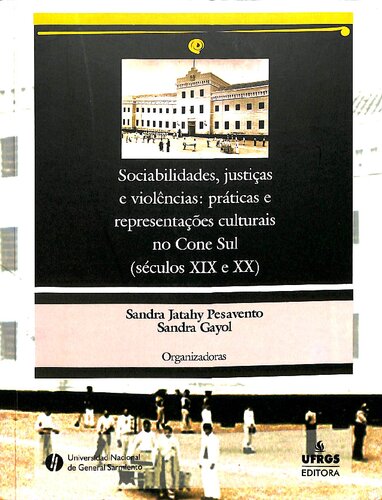 Sociabilidades, justiças
e violências: práticas e
representações culturais
no Cone Sul
(séculos XIX e XX)
Sandra Jatahy Pesavento
Sandra Gayol
Organizadoras
Universidad Nacional
de General Sarmiento
UFRGS
EDITORA